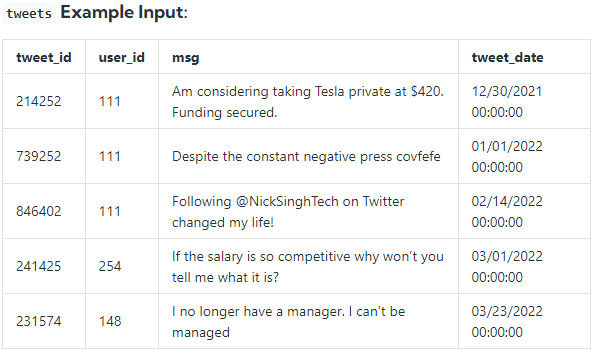 tweets Example Input:
tweet_id user_id msg tweet_date
214252 111 Am considering taking Tesla private at $420. 12/30/2021
Funding secured. 00:00:00
739252 111 Despite the constant negative press covfefe 01/01/2022
00:00:00
846402 111 Following @NickSinghTech on Twitter 02/14/2022
changed my life! 00:00:00
241425 254 If the salary is so competitive why won’t you 03/01/2022
tell me what it is? 00:00:00
231574 148 I no longer have a manager. I can't be 03/23/2022
managed 00:00:00